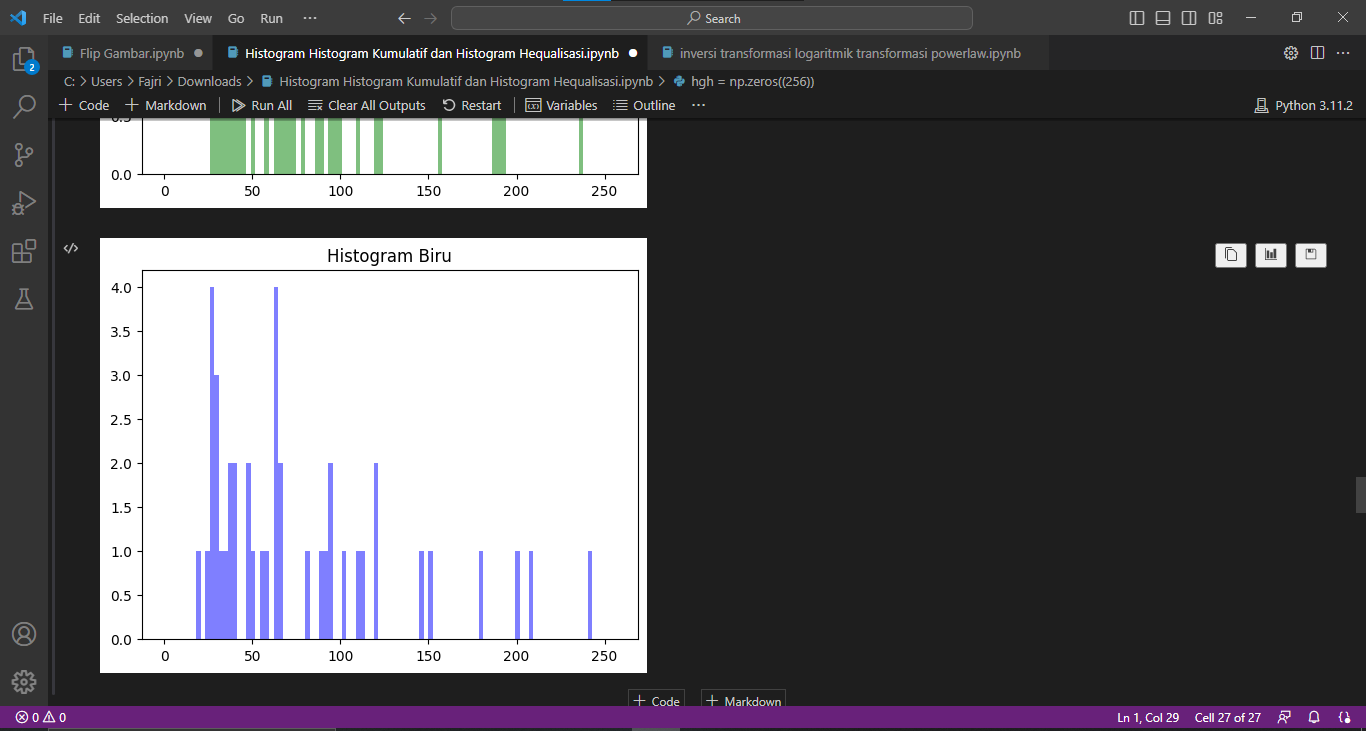 File Edit Selection View Go Run ··· Search
Flip Gambar.ipynb Histogram Histogram Kumulatif dan Histogram Hequalisasi.ipynb inversi transformasi logaritmik transformasi powerlaw.ipynb
C: > Users > Fajri > Downloads > Histogram Histogram Kumulatif dan Histogram Hequalisasi.ipynb > hgh = np.zeros((256))
+ Code + Markdown Run All Clear All Outputs Restart Variables Outline ··· Python 3.11.2
2
0.5
0.0
0 50 100 150 200 250
Histogram Biru
4.0
3.5
3.0
2.5
2.0
1.5
1.0
0.5
0.0
0 50 100 150 200 250
+ Code + Markdown
0 0 Ln 1, Col 29 Cell 27 of 27